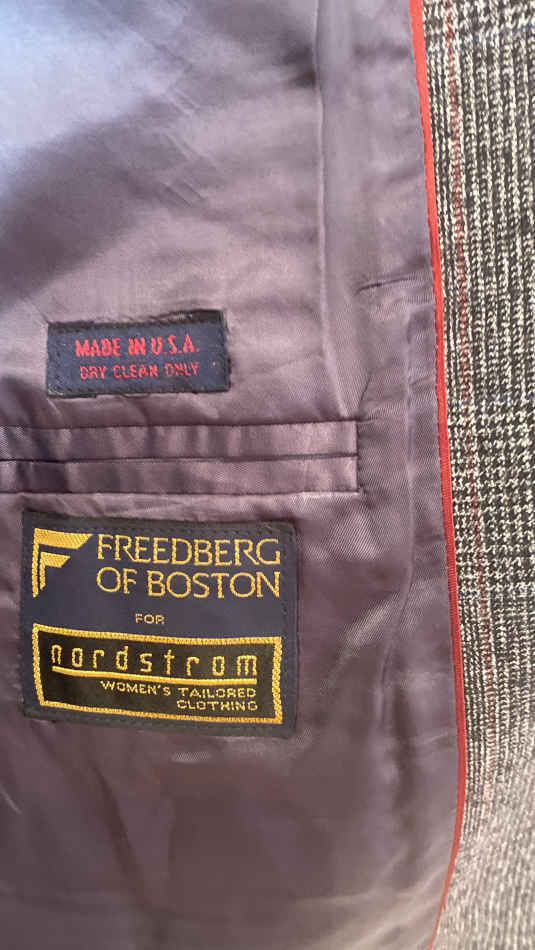 MADE IN U.S.A.
DRY CLEAN ONLY
FREEDBERG
OF BOSTON
FOR
nordstrom
WOMEN'S TAILORED
CLOTHING